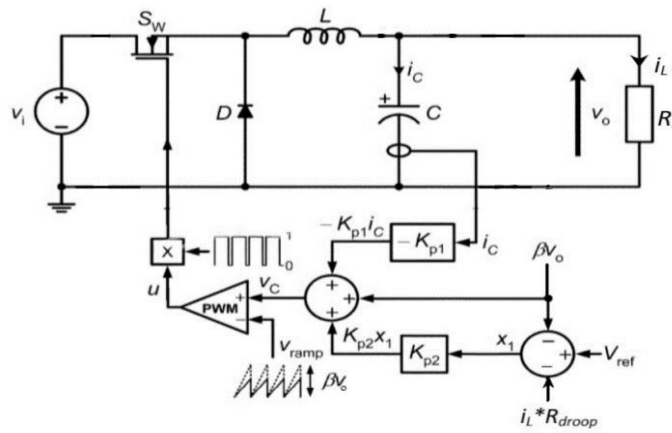 S_W
L
i_C
i_L
v_i
D
C
v_o
R
−K_p1 i_C
−K_p1
i_C
1
0
X
βv_o
u
PWM
v_C
+
−
+
+
+
K_p2 x_1
K_p2
x_1
−
+
−
V_ref
v_ramp
βv_o
i_L*R_droop